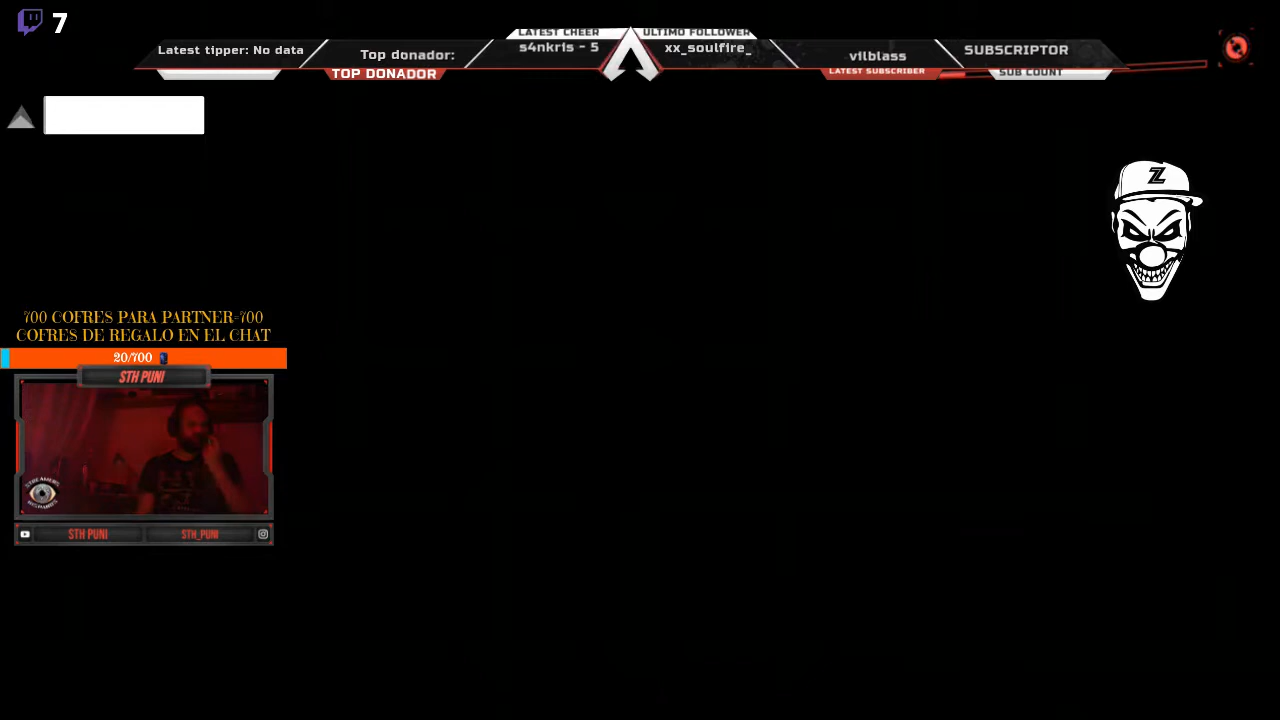 7
Latest tipper: No data
Top donador:
TOP DONADOR
LATEST CHEER
s4nkris - 5
ULTIMO FOLLOWER
xx_soulfire_
vilblass
LATEST SUBSCRIBER
SUBSCRIPTOR
SUB COUNT
Z
700 COFRES PARA PARTNER=700
COFRES DE REGALO EN EL CHAT
20/700
STH PUNI
STH PUNI
STH_PUNI